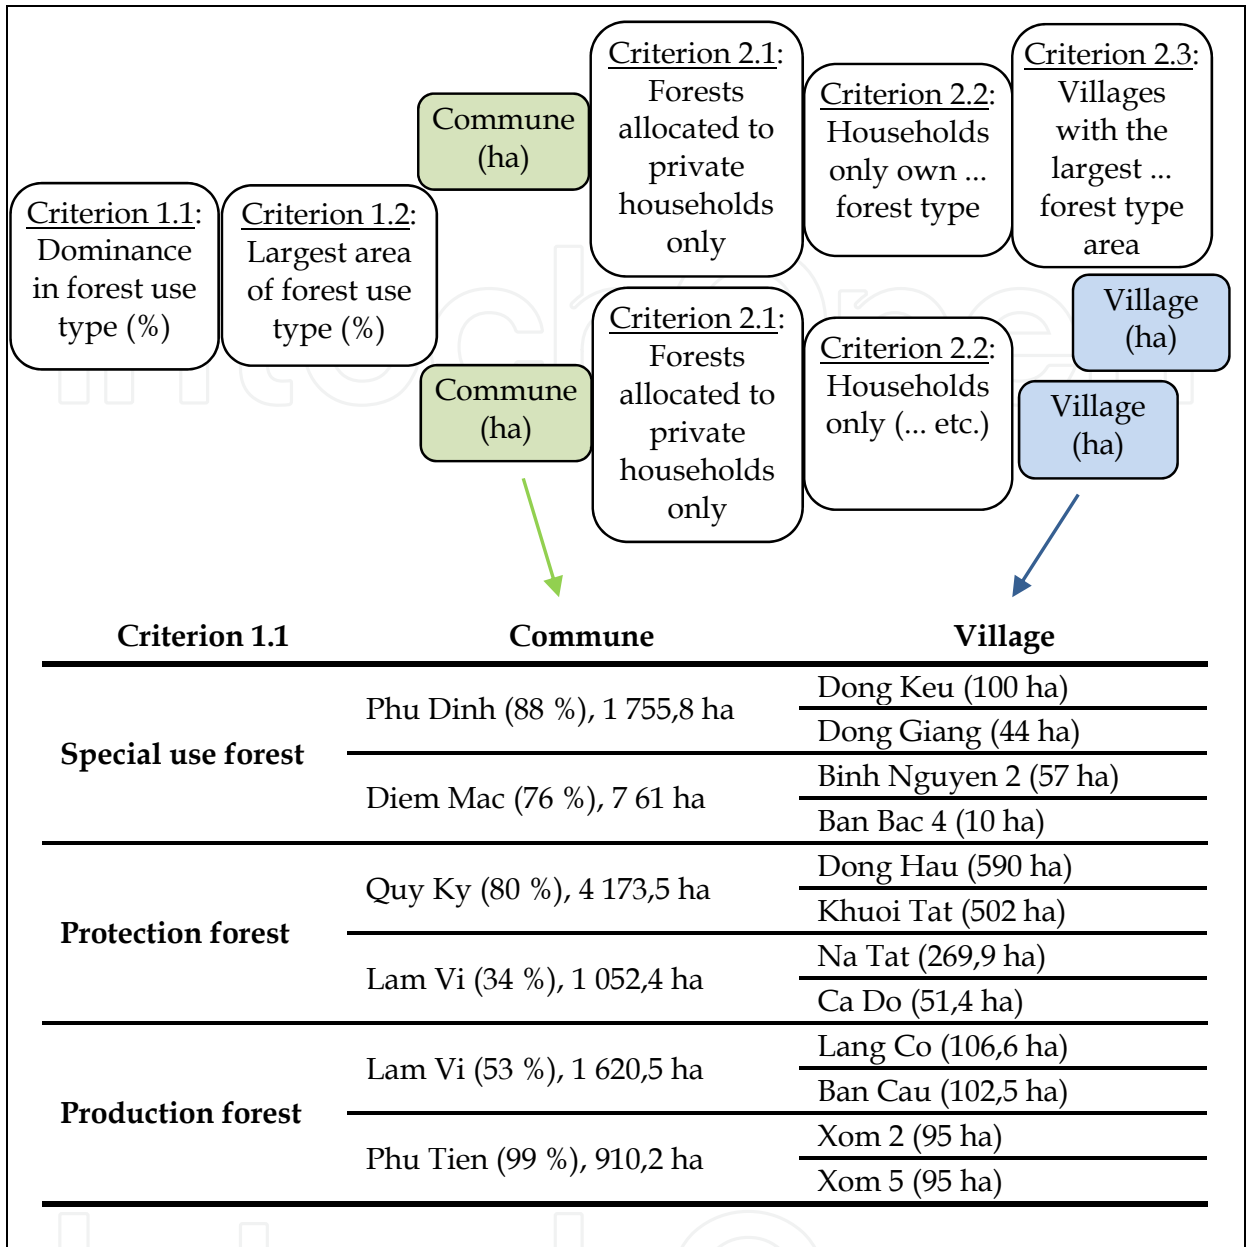 Criterion 1.1:
Dominance
in forest use
type (%)
Criterion 1.2:
Largest area
of forest use
type (%)
Commune
(ha)
Criterion 2.1:
Forests
allocated to
private
households
only
Criterion 2.2:
Households
only own ...
forest type
Criterion 2.3:
Villages
with the
largest ...
forest type
area
Village
(ha)
Commune
(ha)
Criterion 2.1:
Forests
allocated to
private
households
only
Criterion 2.2:
Households
only (... etc.)
Village
(ha)
Criterion 1.1 Commune Village
Special use forest
Phu Dinh (88 %), 1 755,8 ha
Dong Keu (100 ha)
Dong Giang (44 ha)
Diem Mac (76 %), 7 61 ha
Binh Nguyen 2 (57 ha)
Ban Bac 4 (10 ha)
Protection forest
Quy Ky (80 %), 4 173,5 ha
Dong Hau (590 ha)
Khuoi Tat (502 ha)
Lam Vi (34 %), 1 052,4 ha
Na Tat (269,9 ha)
Ca Do (51,4 ha)
Production forest
Lam Vi (53 %), 1 620,5 ha
Lang Co (106,6 ha)
Ban Cau (102,5 ha)
Phu Tien (99 %), 910,2 ha
Xom 2 (95 ha)
Xom 5 (95 ha)